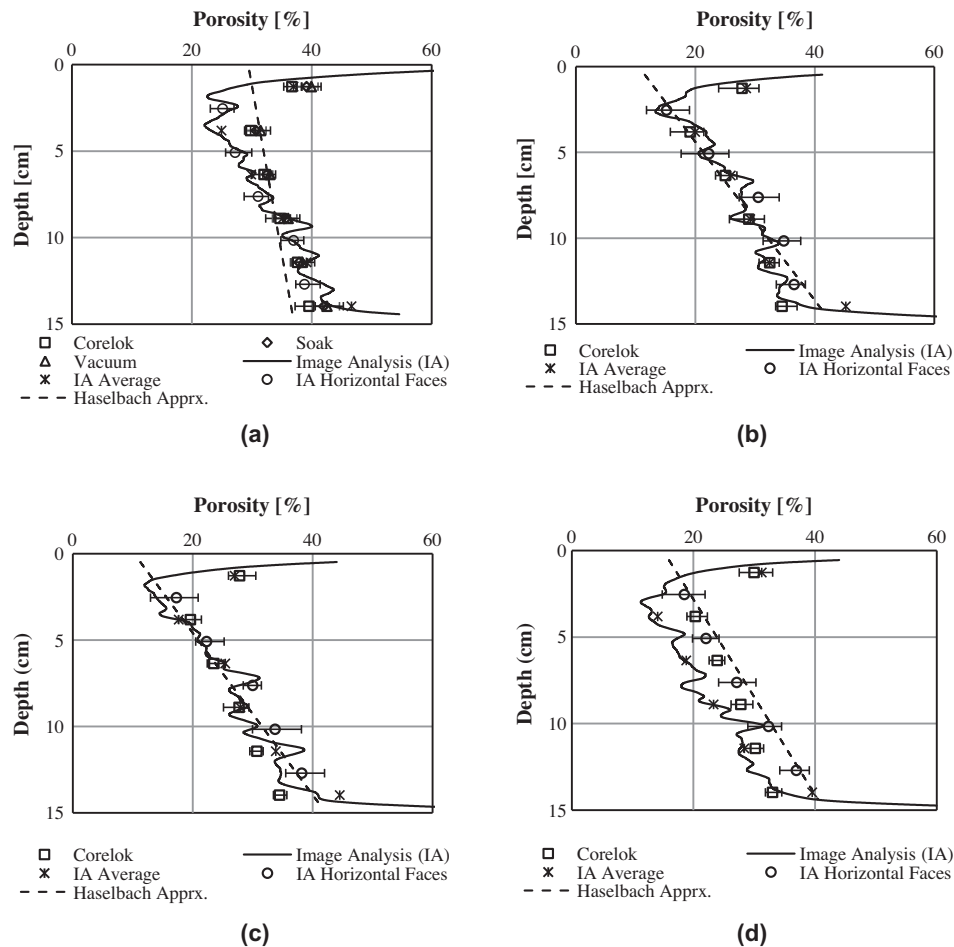 Porosity [%]
0 20 40 60
0
5
10
15
Depth [cm]
Corelok Soak
Vacuum Image Analysis (IA)
IA Average IA Horizontal Faces
Haselbach Apprx.
(a)
Porosity [%]
0 20 40 60
0
5
10
15
Depth [cm]
Corelok Image Analysis (IA)
IA Average IA Horizontal Faces
Haselbach Apprx.
(b)
Porosity [%]
0 20 40 60
0
5
10
15
Depth (cm)
Corelok Image Analysis (IA)
IA Average IA Horizontal Faces
Haselbach Apprx.
(c)
Porosity [%]
0 20 40 60
0
5
10
15
Depth (cm)
Corelok Image Analysis (IA)
IA Average IA Horizontal Faces
Haselbach Apprx.
(d)